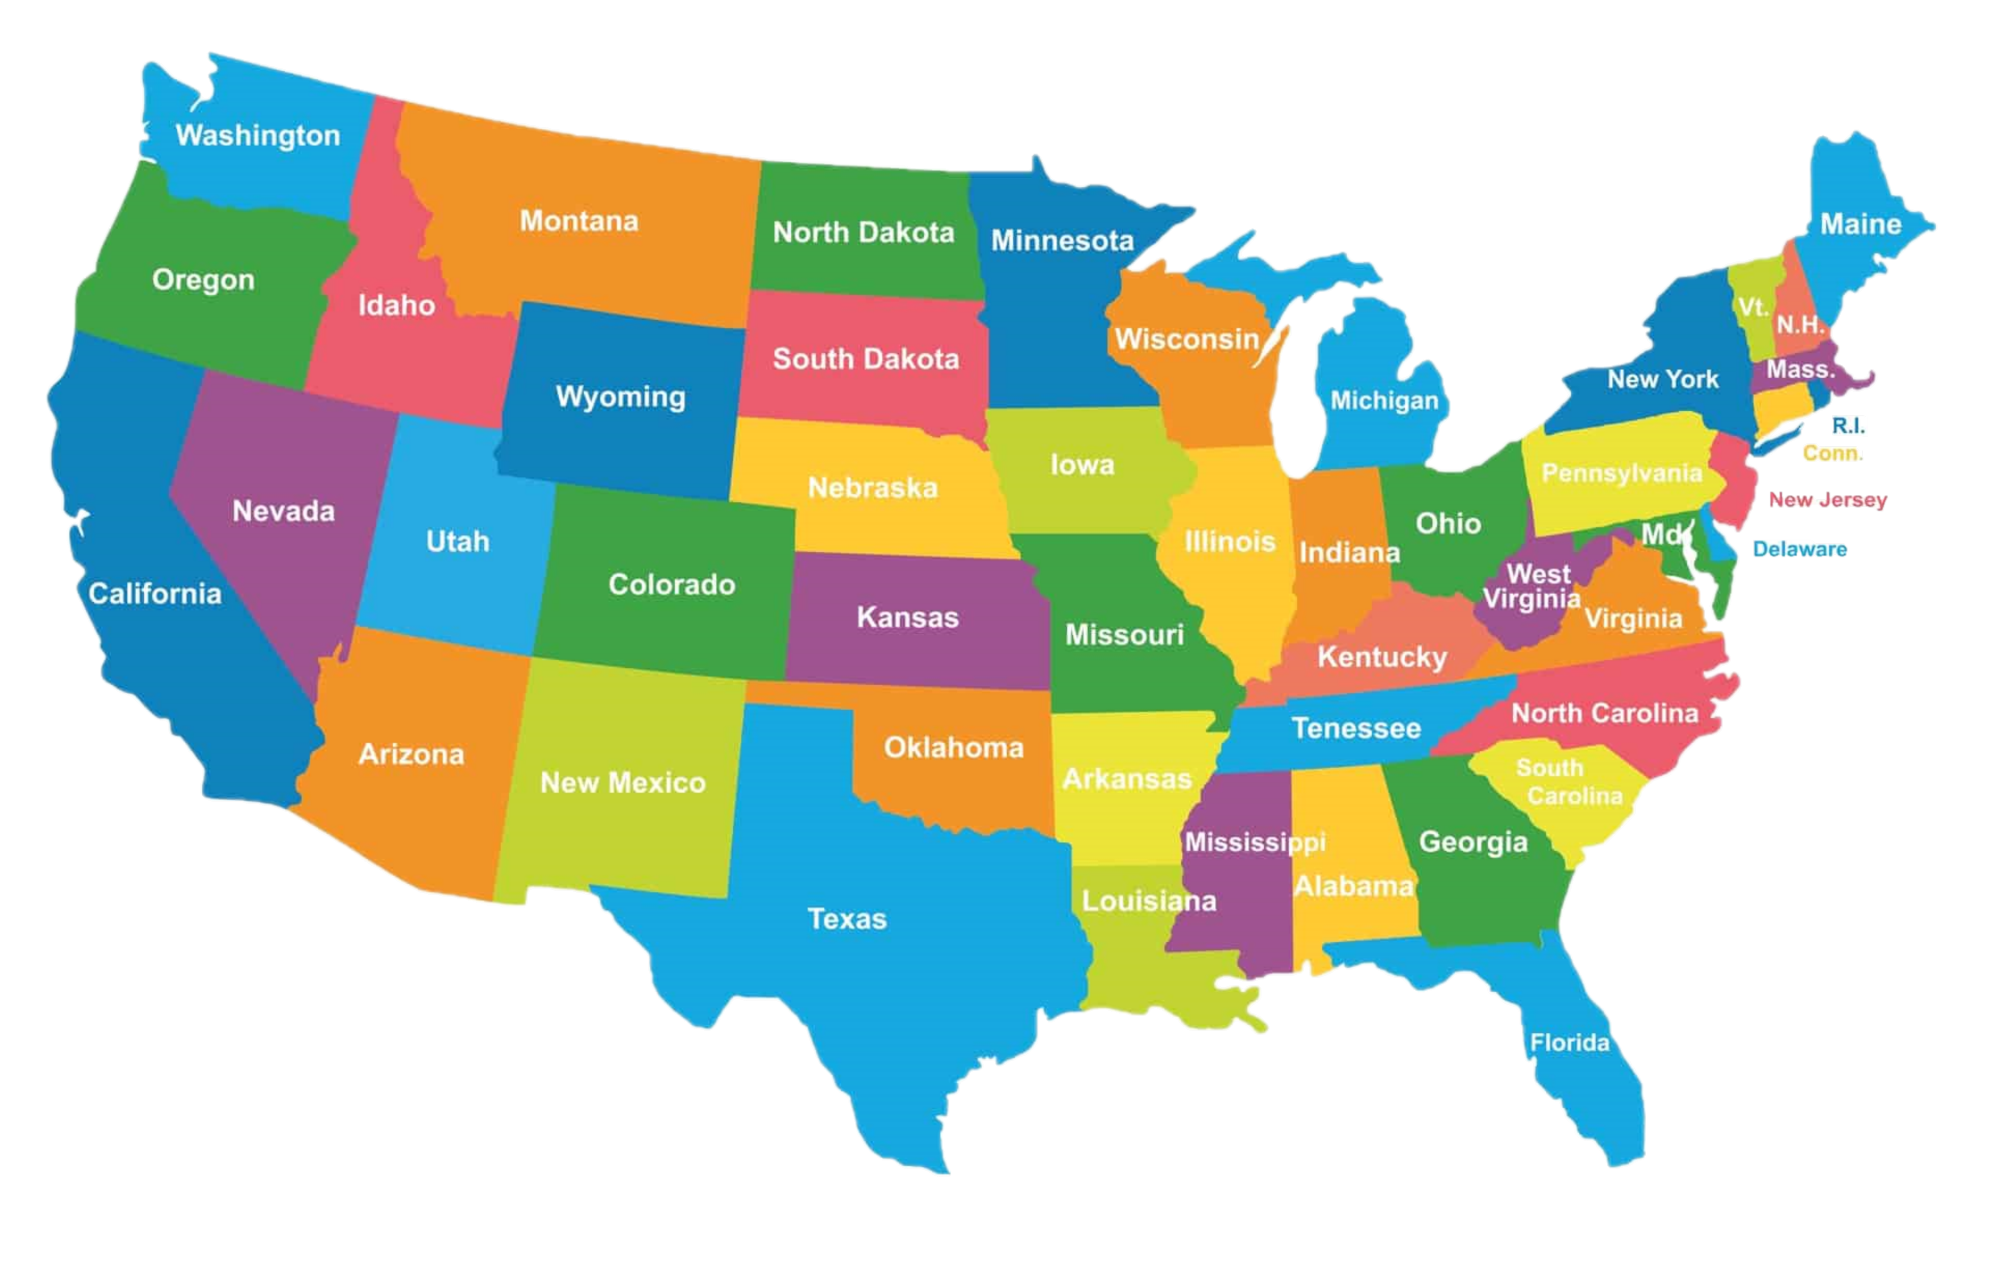 Washington
Montana
North Dakota
Minnesota
Maine
Oregon
Idaho
Vt.
N.H.
Wisconsin
South Dakota
Mass.
New York
Wyoming
Michigan
R.I.
Conn.
Iowa
Pennsylvania
Nebraska
New Jersey
Nevada
Ohio
Md
Utah
Illinois
Indiana
Delaware
Colorado
West
Virginia
California
Kansas
Virginia
Missouri
Kentucky
North Carolina
Tenessee
Oklahoma
Arizona
South
Carolina
New Mexico
Arkansas
Mississippi
Georgia
Alabama
Louisiana
Texas
Florida